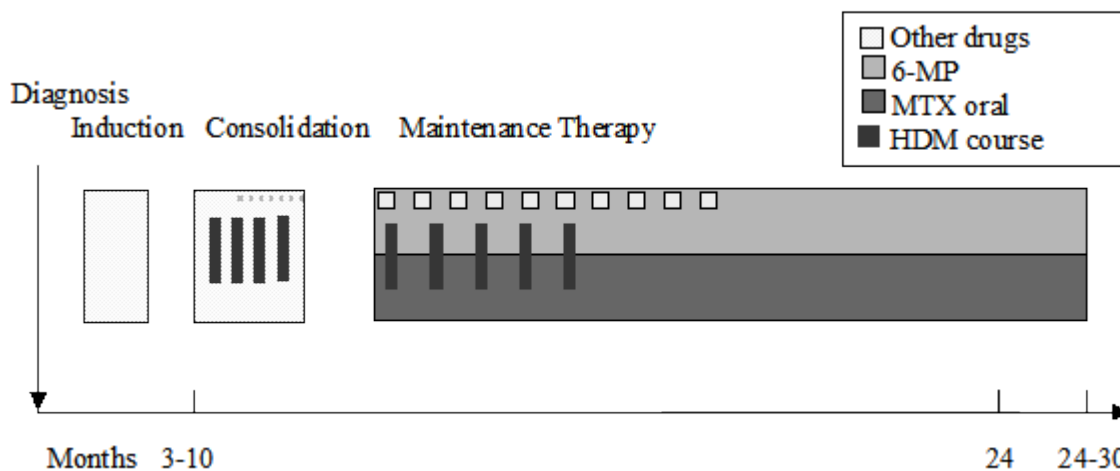 Other drugs
6-MP
MTX oral
HDM course
Diagnosis
Induction Consolidation Maintenance Therapy
Months 3-10 24 24-30